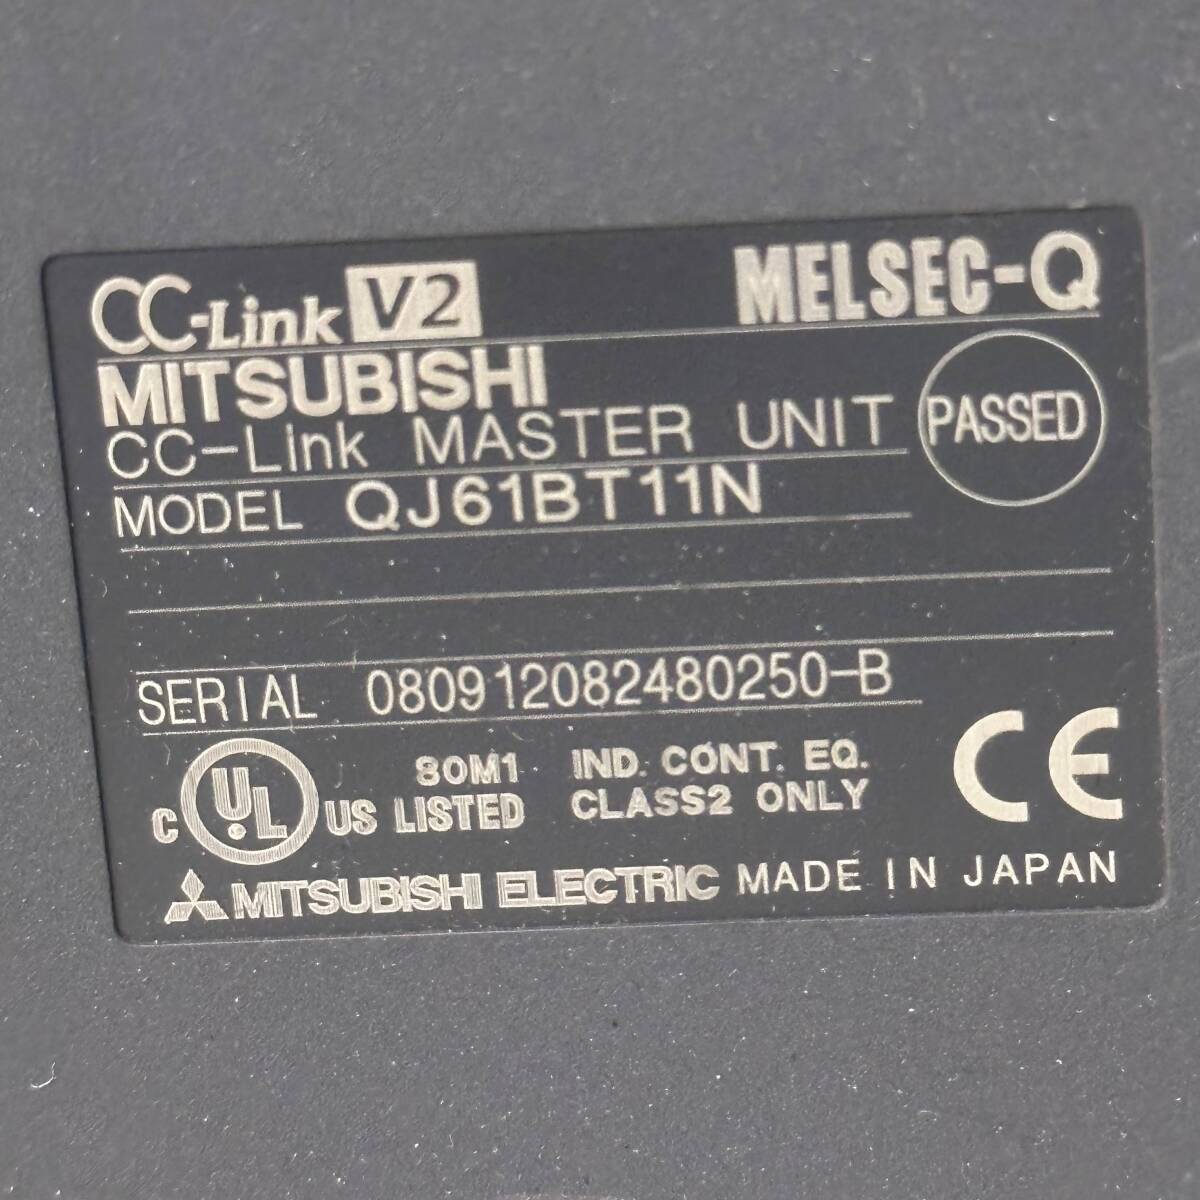 CC-Link V2 MELSEC-Q
MITSUBISHI
CC-Link MASTER UNIT PASSED
MODEL QJ61BT11N
SERIAL 080912082480250-B
C UL US LISTED 80M1 IND. CONT. EQ.
CLASS2 ONLY CE
MITSUBISHI ELECTRIC MADE IN JAPAN